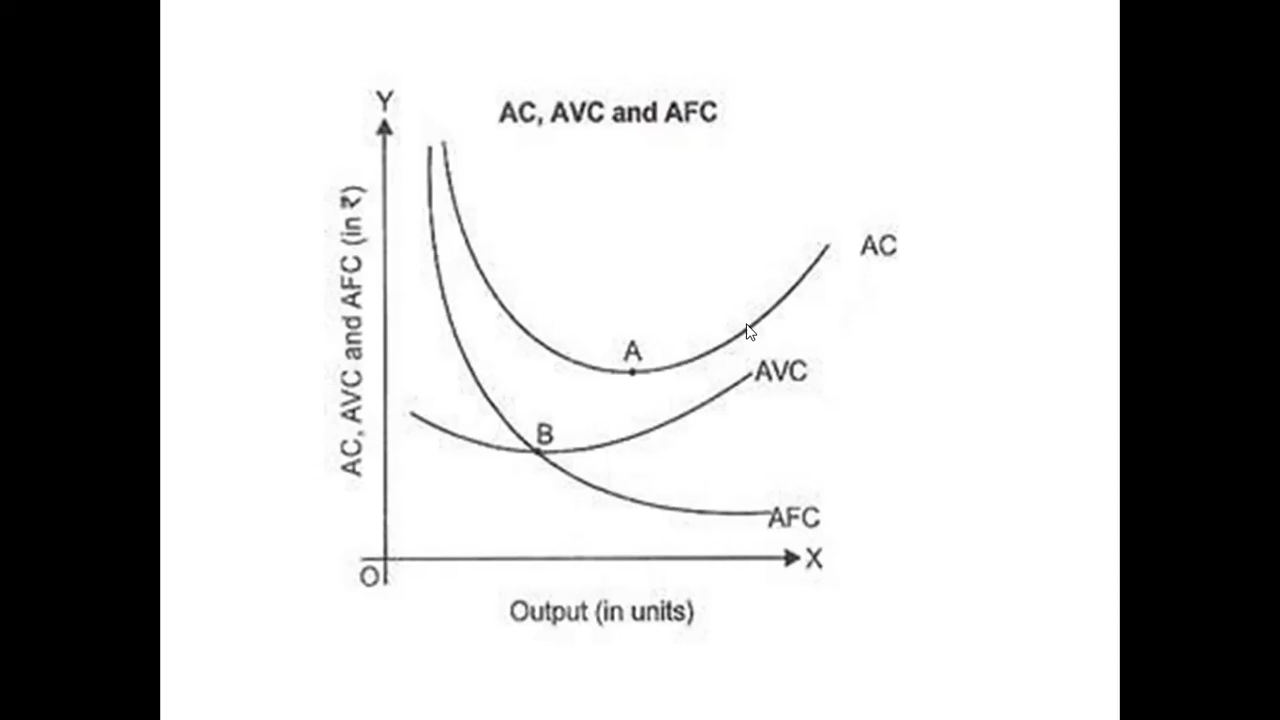 Y
AC, AVC and AFC
AC, AVC and AFC (in ₹)
AC
A
AVC
B
AFC
X
O
Output (in units)